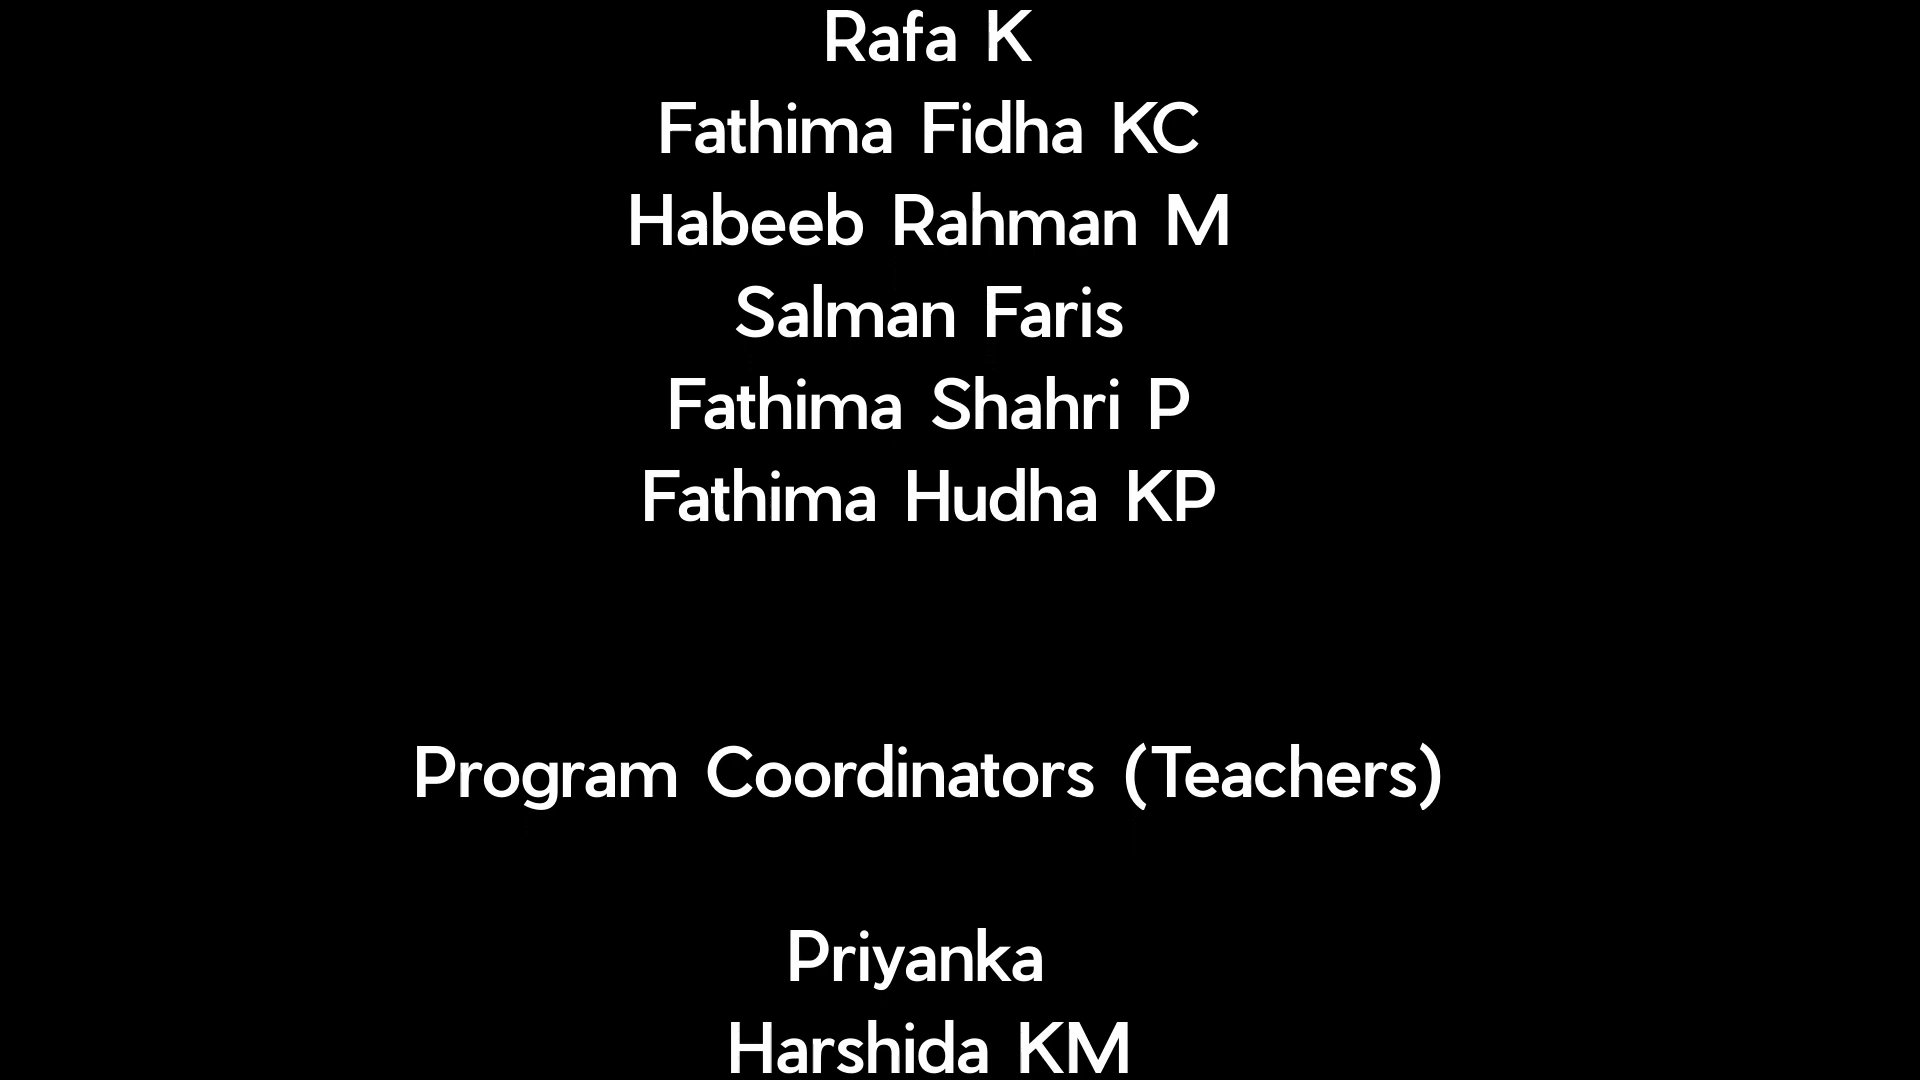 Rafa K
Fathima Fidha KC
Habeeb Rahman M
Salman Faris
Fathima Shahri P
Fathima Hudha KP
Program Coordinators (Teachers)
Priyanka
Harshida KM